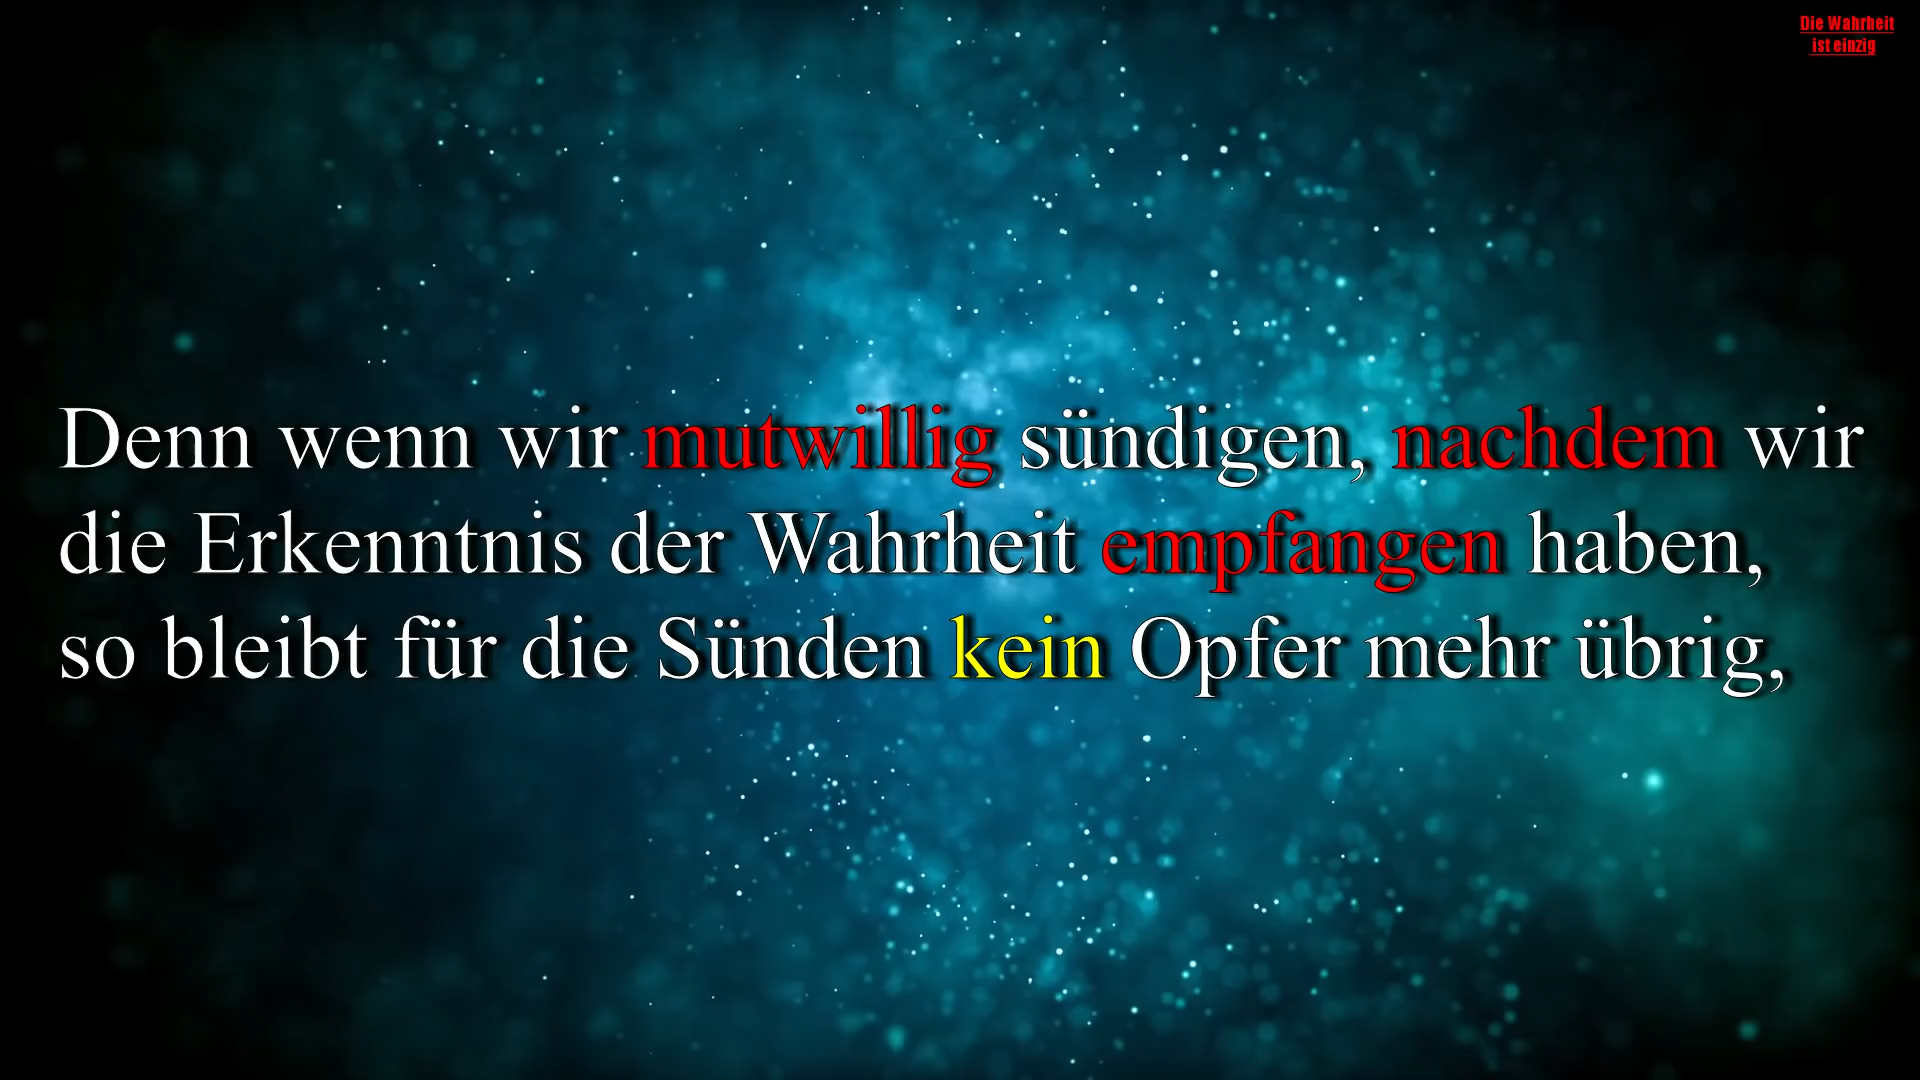 Die Wahrheit
ist einzig
Denn wenn wir mutwillig sündigen, nachdem wir
die Erkenntnis der Wahrheit empfangen haben,
so bleibt für die Sünden kein Opfer mehr übrig,